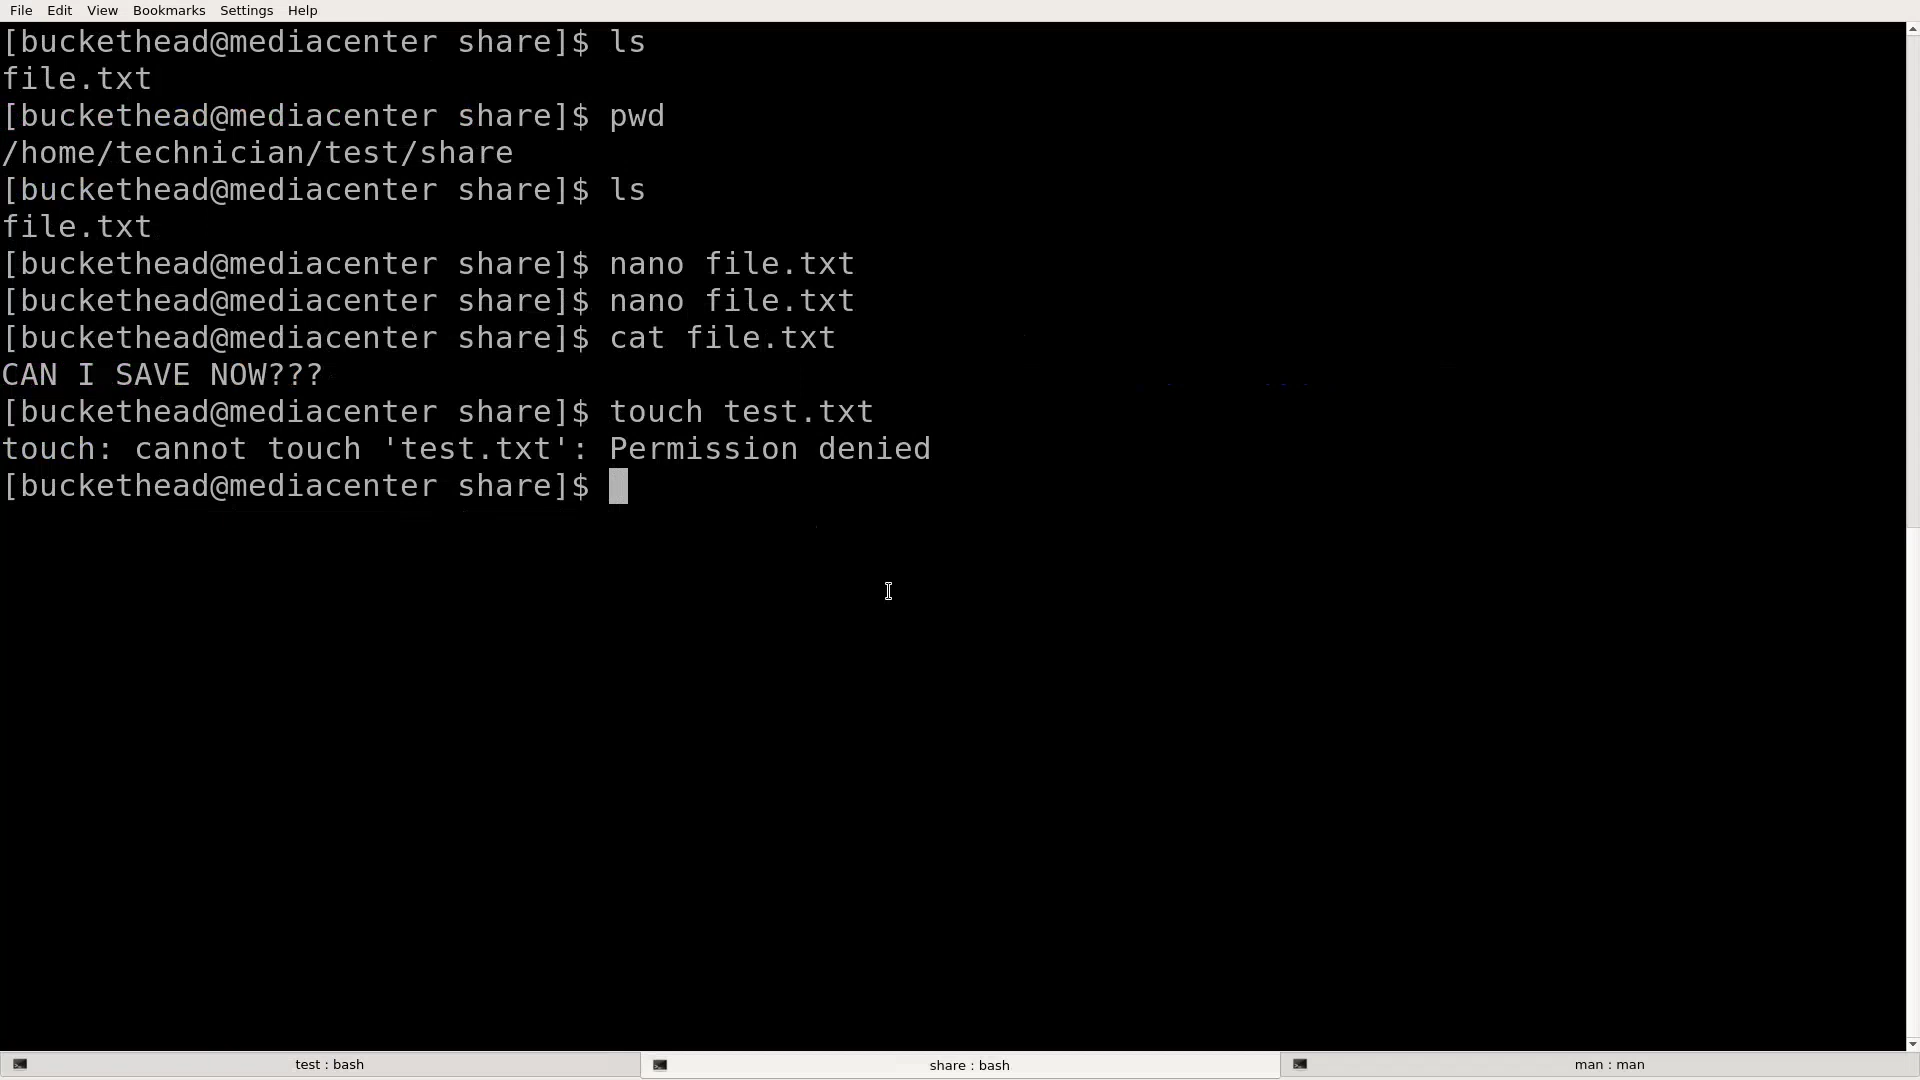 File Edit View Bookmarks Settings Help
[buckethead@mediacenter share]$ ls
file.txt
[buckethead@mediacenter share]$ pwd
/home/technician/test/share
[buckethead@mediacenter share]$ ls
file.txt
[buckethead@mediacenter share]$ nano file.txt
[buckethead@mediacenter share]$ nano file.txt
[buckethead@mediacenter share]$ cat file.txt
CAN I SAVE NOW???
[buckethead@mediacenter share]$ touch test.txt
touch: cannot touch 'test.txt': Permission denied
[buckethead@mediacenter share]$
test : bash
share : bash
man : man